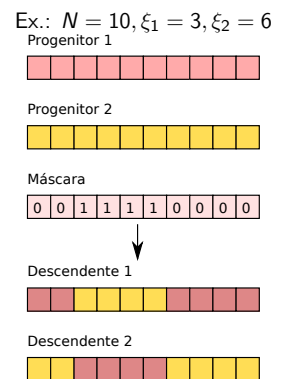 Ex.: N = 10, ξ₁ = 3, ξ₂ = 6
Progenitor 1
Progenitor 2
Máscara
0 0 1 1 1 1 0 0 0 0
Descendente 1
Descendente 2